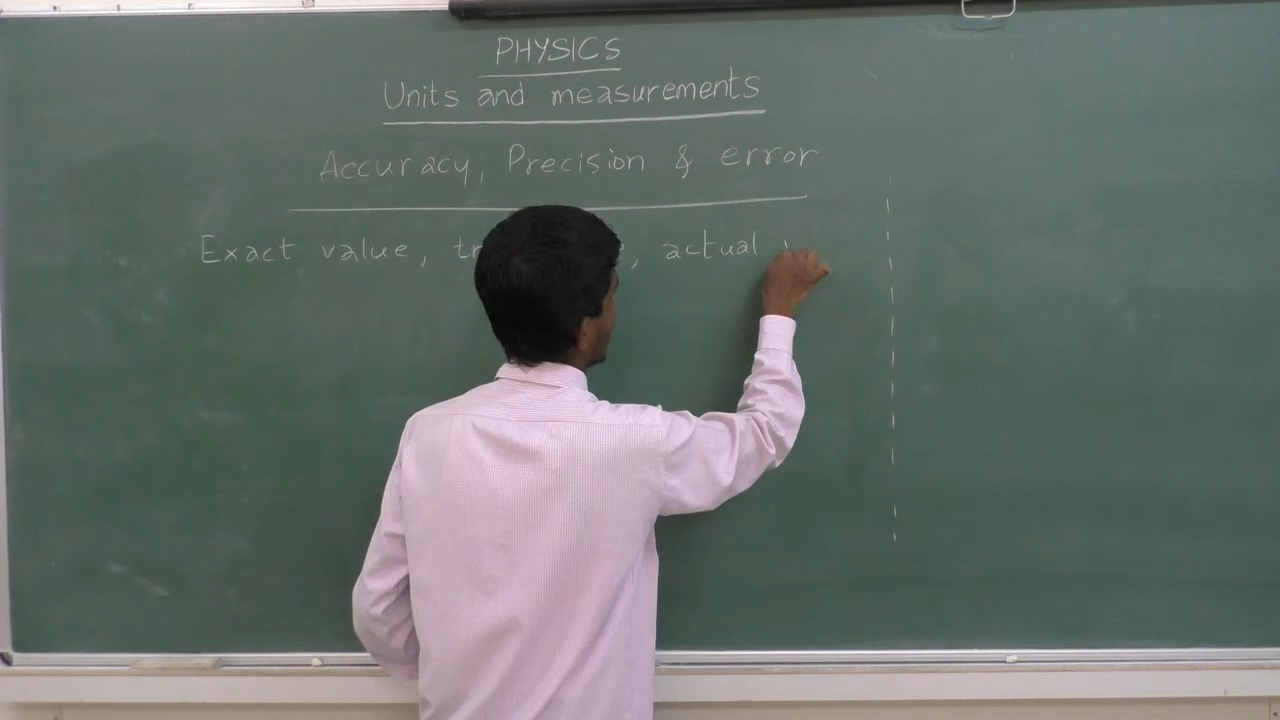 PHYSICS
Units and measurements
Accuracy, Precision & error
Exact value, , actual